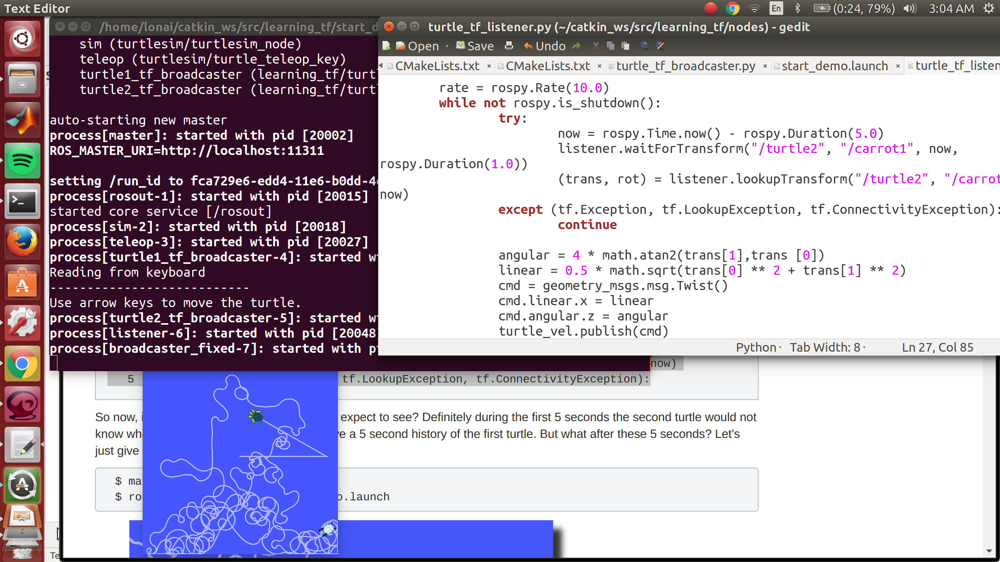 Text Editor
En
(0:24, 79%)
3:04 AM
/home/lonai/catkin_ws/src/learning_tf/start_d
sim (turtlesim/turtlesim_node)
teleop (turtlesim/turtle_teleop_key)
turtle1_tf_broadcaster (learning_tf/turtl
turtle2_tf_broadcaster (learning_tf/turt
auto-starting new master
process[master]: started with pid [20002]
ROS_MASTER_URI=http://localhost:11311
setting /run_id to fca729e6-edd4-11e6-b0dd-4
process[rosout-1]: started with pid [20015]
started core service [/rosout]
process[sim-2]: started with pid [20018]
process[teleop-3]: started with pid [20027]
process[turtle1_tf_broadcaster-4]: started w
Reading from keyboard
---------------------------
Use arrow keys to move the turtle.
process[turtle2_tf_broadcaster-5]: started w
process[listener-6]: started with pid [20048
process[broadcaster_fixed-7]: started with p
turtle_tf_listener.py (~/catkin_ws/src/learning_tf/nodes) - gedit
Open Save Undo
CMakeLists.txt × CMakeLists.txt × turtle_tf_broadcaster.py × start_demo.launch × turtle_tf_listen
rate = rospy.Rate(10.0)
while not rospy.is_shutdown():
try:
now = rospy.Time.now() - rospy.Duration(5.0)
listener.waitForTransform("/turtle2", "/carrot1", now,
rospy.Duration(1.0))
(trans, rot) = listener.lookupTransform("/turtle2", "/carrot
now)
except (tf.Exception, tf.LookupException, tf.ConnectivityException):
continue
angular = 4 * math.atan2(trans[1],trans [0])
linear = 0.5 * math.sqrt(trans[0] ** 2 + trans[1] ** 2)
cmd = geometry_msgs.msg.Twist()
cmd.linear.x = linear
cmd.angular.z = angular
turtle_vel.publish(cmd)
Python Tab Width: 8 Ln 27, Col 85
now)
5 tf.LookupException, tf.ConnectivityException):
So now, i expect to see? Definitely during the first 5 seconds the second turtle would not
know wh e a 5 second history of the first turtle. But what after these 5 seconds? Let's
just give
$ ma
$ ro o.launch
Te